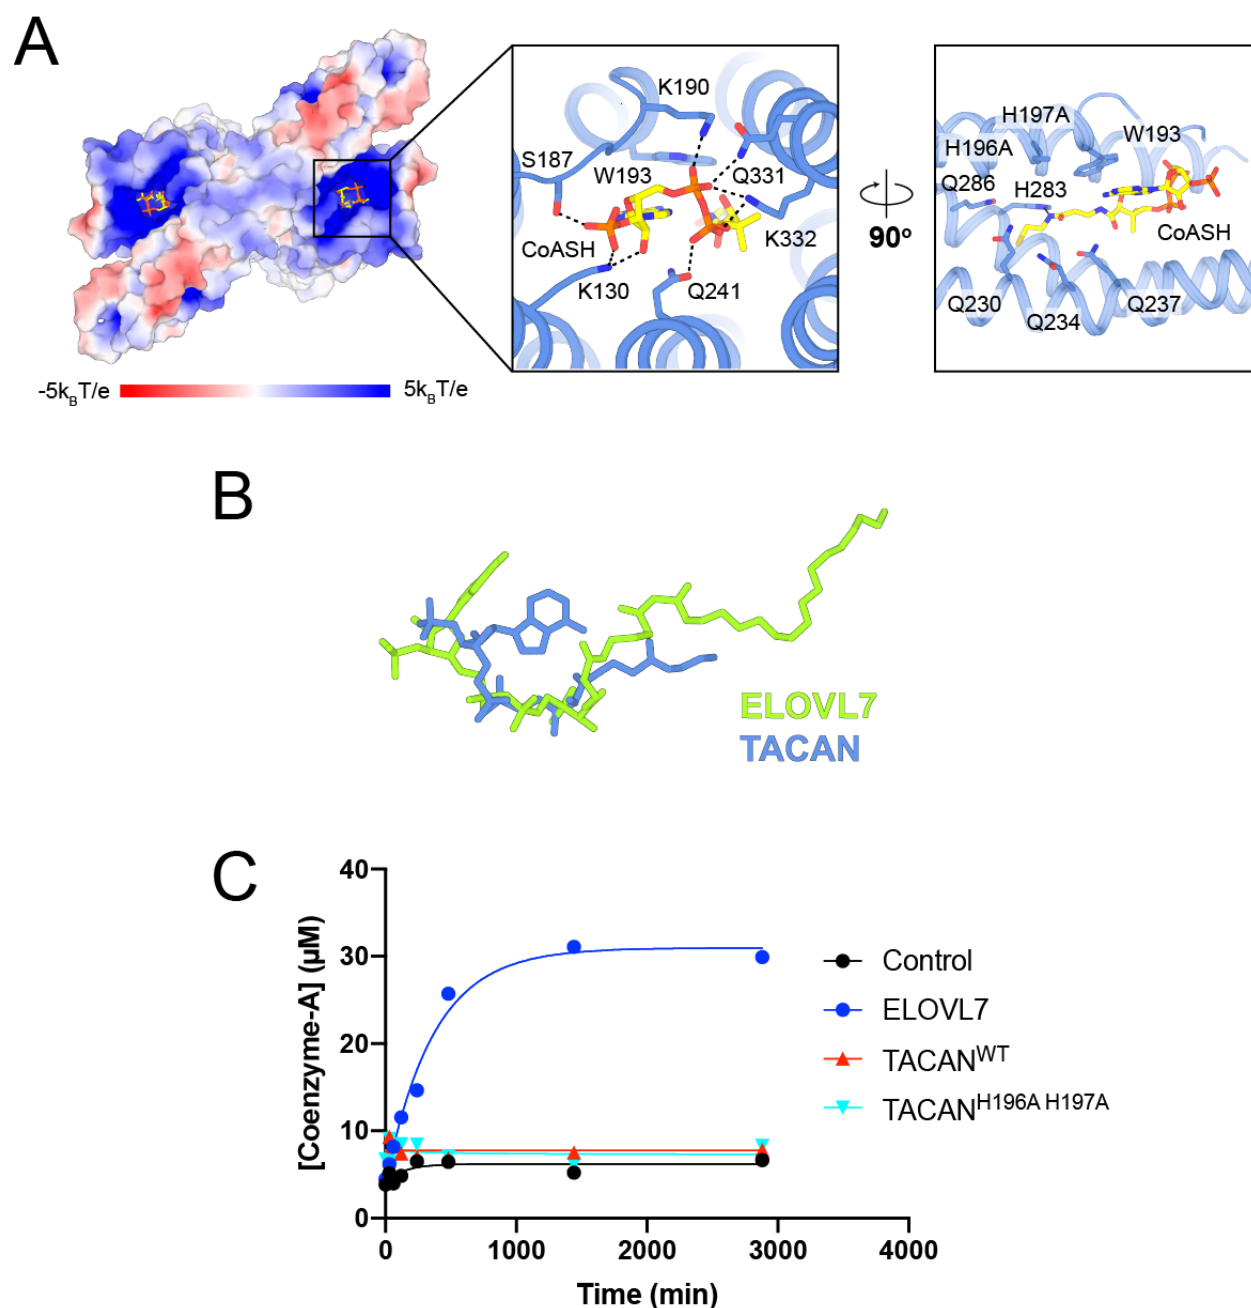 A
K190
S187
W193
Q331
CoASH
K332
K130
Q241
90°
H197A
W193
H196A
Q286
H283
CoASH
Q230
Q234
Q237
-5kBT/e
5kBT/e
B
ELOVL7
TACAN
C
[Coenzyme-A] (μM)
40
30
20
10
0
0
1000
2000
3000
4000
Time (min)
Control
ELOVL7
TACANWT
TACANH196A H197A